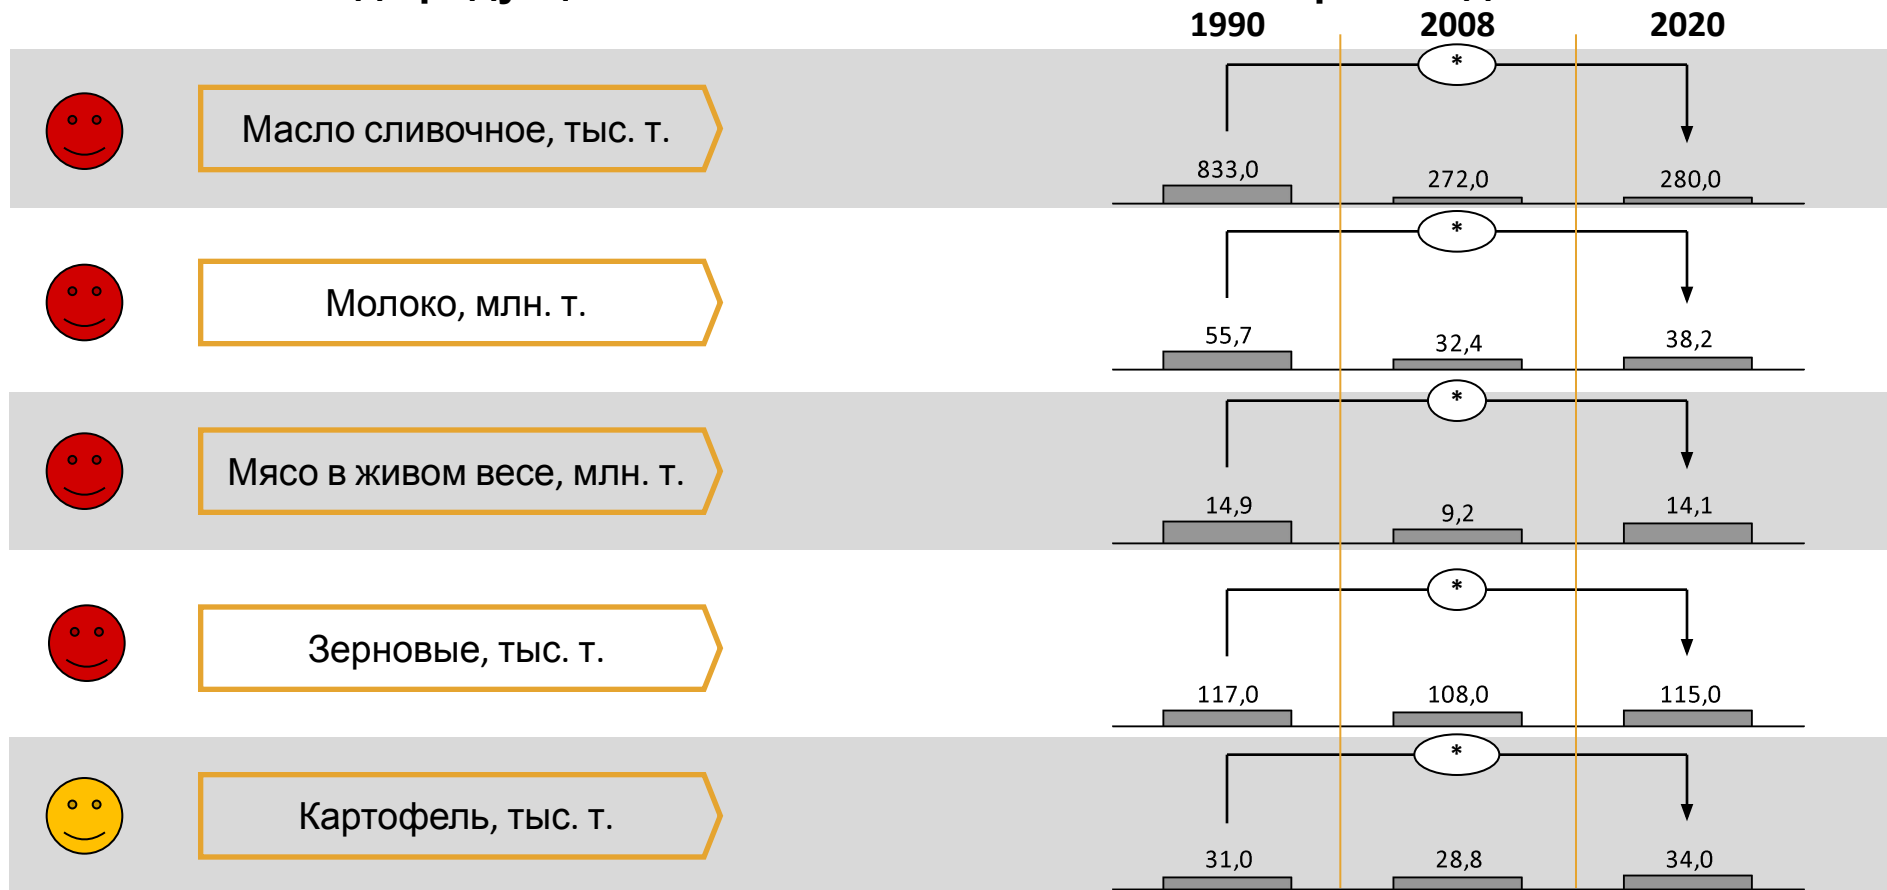 1990 2008 2020
*
Масло сливочное, тыс. т.
833,0 272,0 280,0
*
Молоко, млн. т.
55,7 32,4 38,2
*
Мясо в живом весе, млн. т.
14,9 9,2 14,1
*
Зерновые, тыс. т.
117,0 108,0 115,0
*
Картофель, тыс. т.
31,0 28,8 34,0